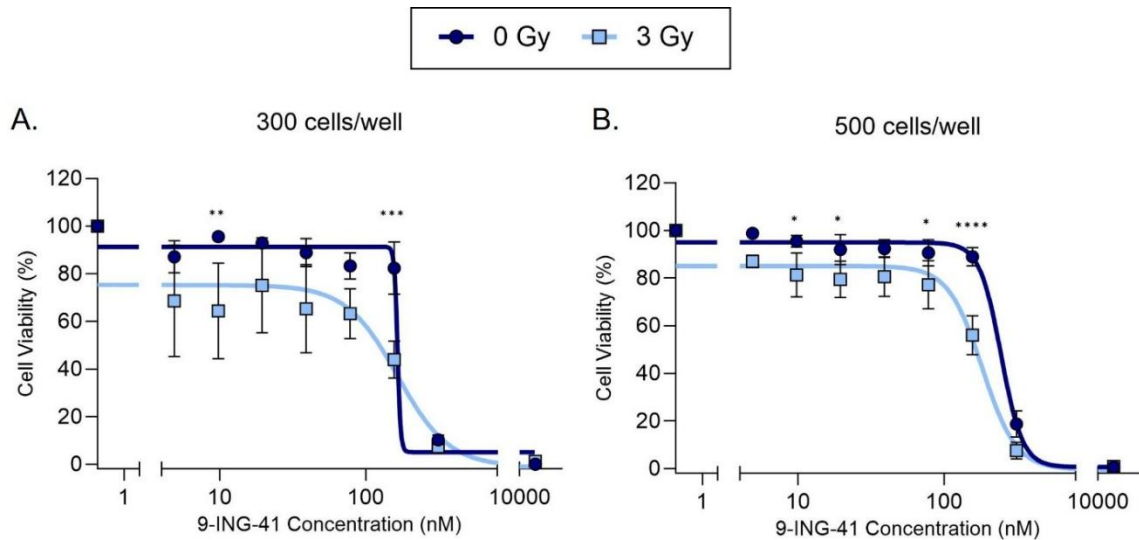 0 Gy 3 Gy
A.
300 cells/well
120
100
80
60
40
20
0
Cell Viability (%)
** ***
1 10 100 10000
9-ING-41 Concentration (nM)
B.
500 cells/well
120
100
80
60
40
20
0
Cell Viability (%)
* * * ****
1 10 100 10000
9-ING-41 Concentration (nM)